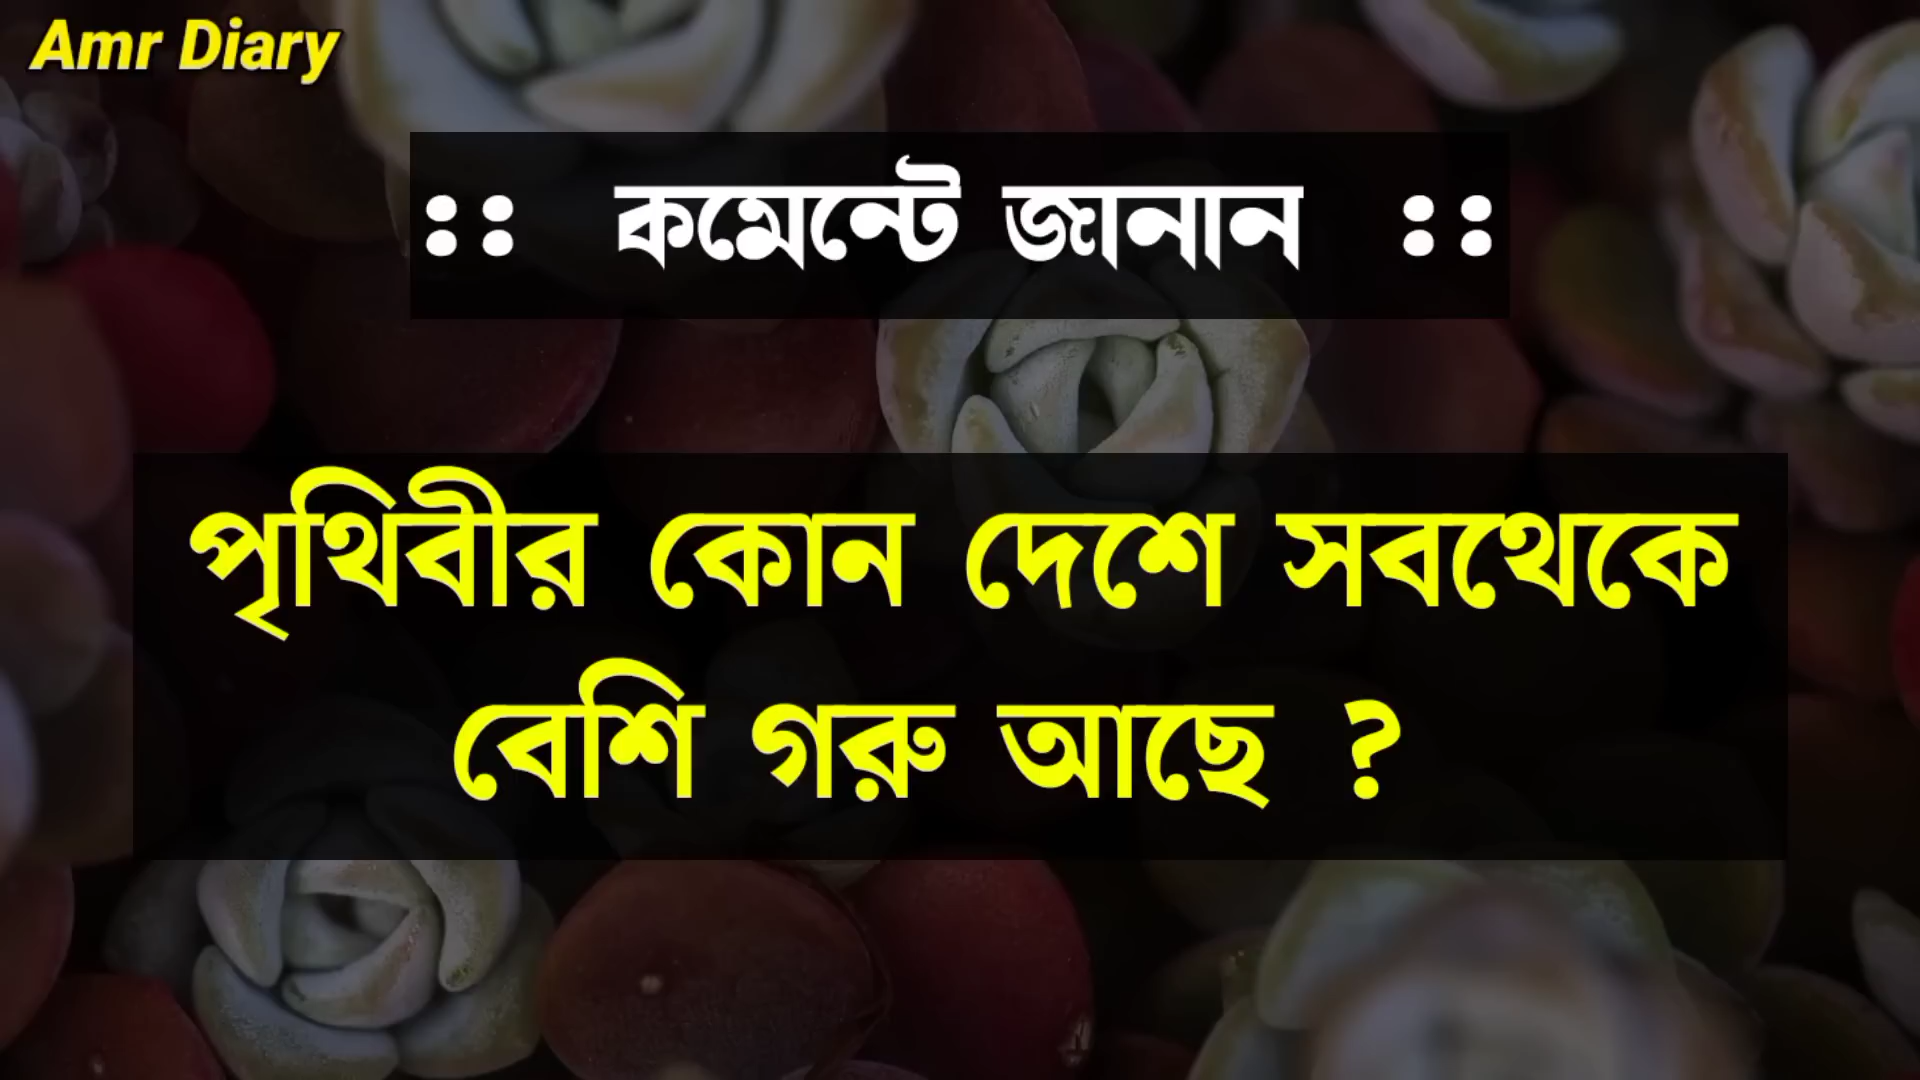 Amr Diary
:: কমেন্টে জানান ::
পৃথিবীর কোন দেশে সবথেকে
বেশি গরু আছে ?